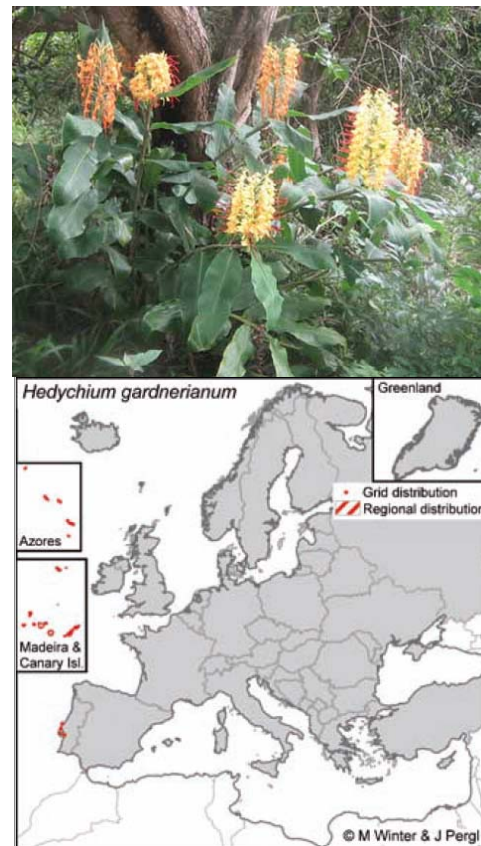 Hedychium gardnerianum
Greenland
Grid distribution
Regional distribution
Azores
Madeira &
Canary Isl.
© M Winter & J Pergl